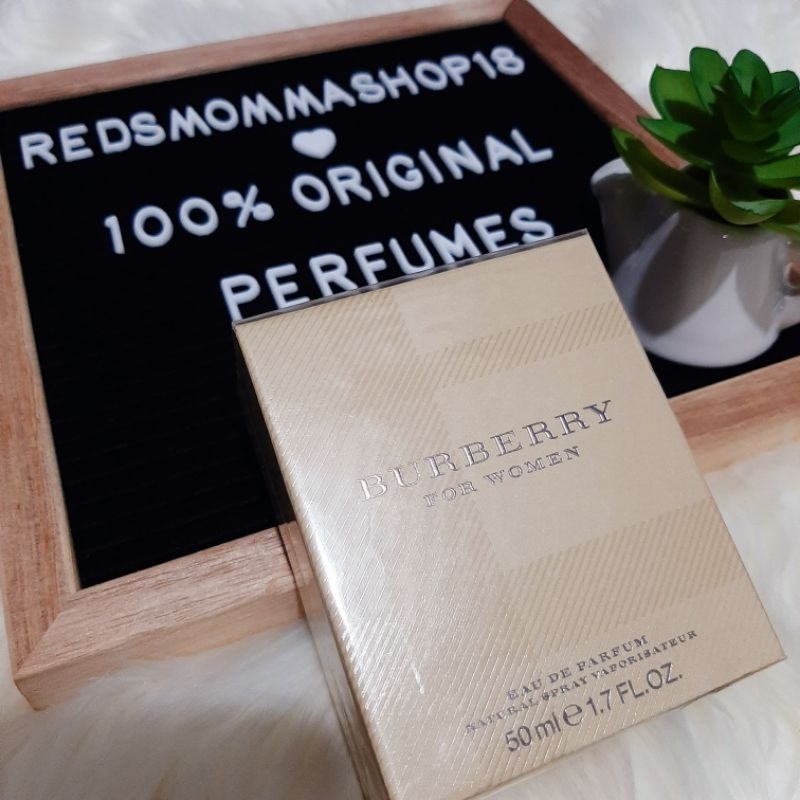 REDSMOMMASHOP18
100% ORIGINAL
PERFUMES
BURBERRY
FOR WOMEN
EAU DE PARFUM
NATURAL SPRAY VAPORISATEUR
50 ml ℮ 1.7 FL.OZ.